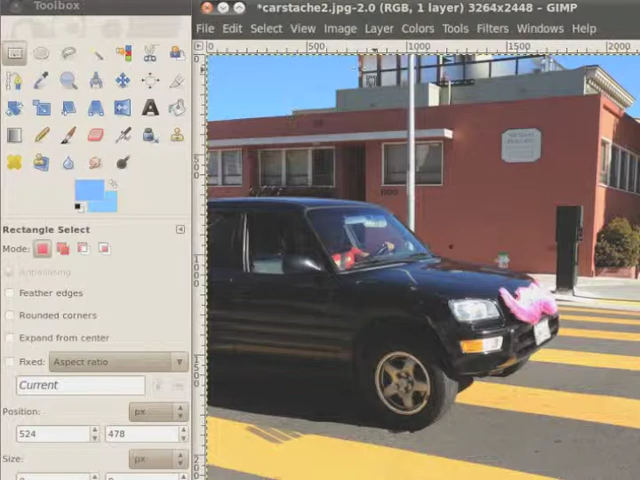 Toolbox
*carstache2.jpg-2.0 (RGB, 1 layer) 3264x2448 – GIMP
File Edit Select View Image Layer Colors Tools Filters Windows Help
500 1000 1500 2000
Rectangle Select
Mode:
Antialiasing
Feather edges
Rounded corners
Expand from center
Fixed: Aspect ratio
Current
Position: px
524 478
Size: px